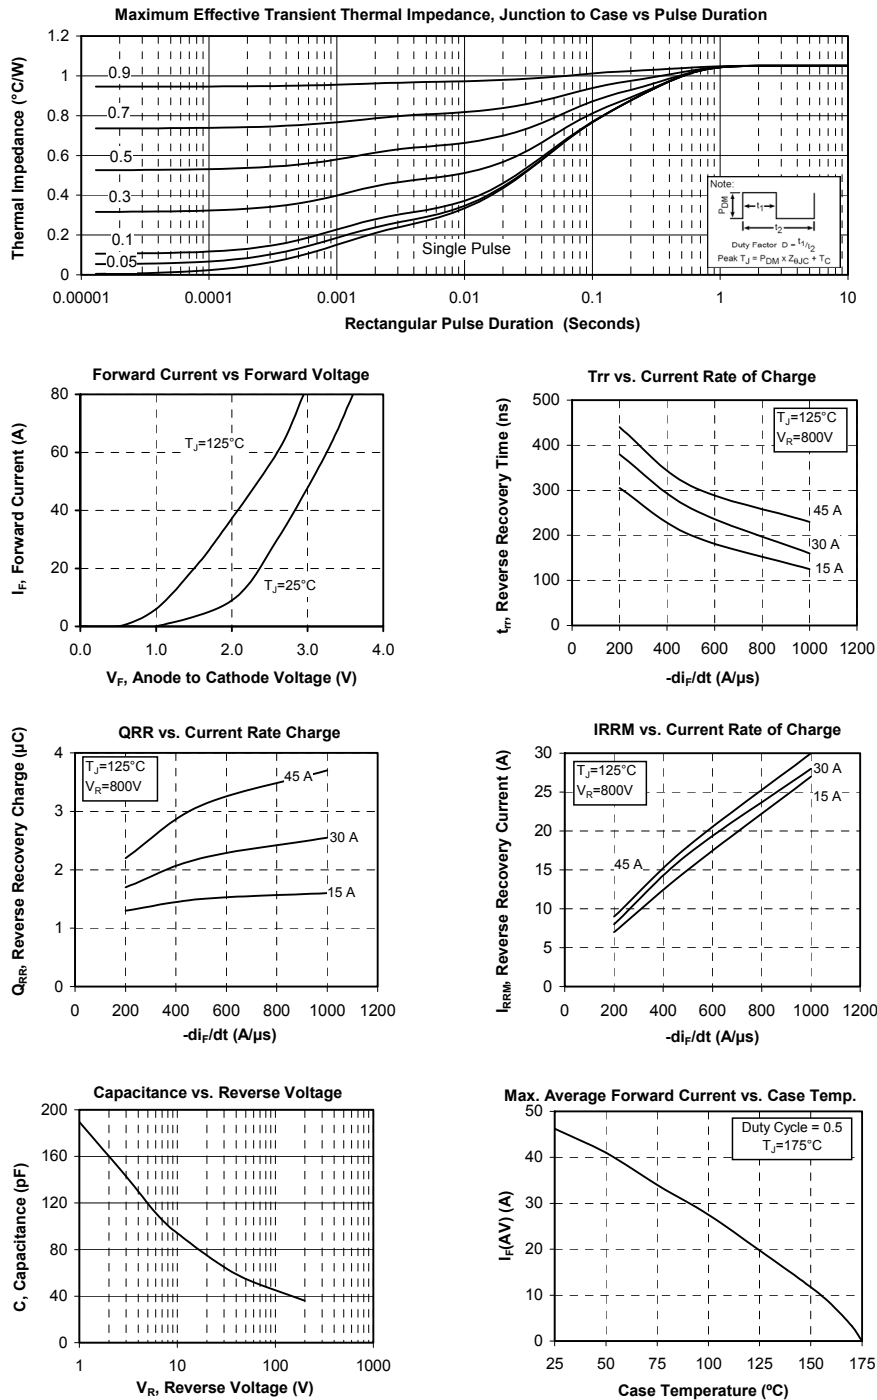 Maximum Effective Transient Thermal Impedance, Junction to Case vs Pulse Duration
Thermal Impedance (°C/W)
1.2
1
0.8
0.6
0.4
0.2
0
0.9
0.7
0.5
0.3
0.1
0.05
Single Pulse
Note:
PDM
t1
t2
Duty Factor D = t1/t2
Peak TJ = PDM x ZθJC + TC
0.00001 0.0001 0.001 0.01 0.1 1 10
Rectangular Pulse Duration (Seconds)
Forward Current vs Forward Voltage
IF, Forward Current (A)
80
60
40
20
0
TJ=125°C
TJ=25°C
0.0 1.0 2.0 3.0 4.0
VF, Anode to Cathode Voltage (V)
Trr vs. Current Rate of Charge
trr, Reverse Recovery Time (ns)
500
400
300
200
100
0
TJ=125°C
VR=800V
45 A
30 A
15 A
0 200 400 600 800 1000 1200
-diF/dt (A/µs)
QRR vs. Current Rate Charge
QRR, Reverse Recovery Charge (µC)
4
3
2
1
0
TJ=125°C
VR=800V
45 A
30 A
15 A
0 200 400 600 800 1000 1200
-diF/dt (A/µs)
IRRM vs. Current Rate of Charge
IRRM, Reverse Recovery Current (A)
30
25
20
15
10
5
0
TJ=125°C
VR=800V
30 A
15 A
45 A
0 200 400 600 800 1000 1200
-diF/dt (A/µs)
Capacitance vs. Reverse Voltage
C, Capacitance (pF)
200
160
120
80
40
0
1 10 100 1000
VR, Reverse Voltage (V)
Max. Average Forward Current vs. Case Temp.
IF(AV) (A)
50
40
30
20
10
0
Duty Cycle = 0.5
TJ=175°C
25 50 75 100 125 150 175
Case Temperature (ºC)